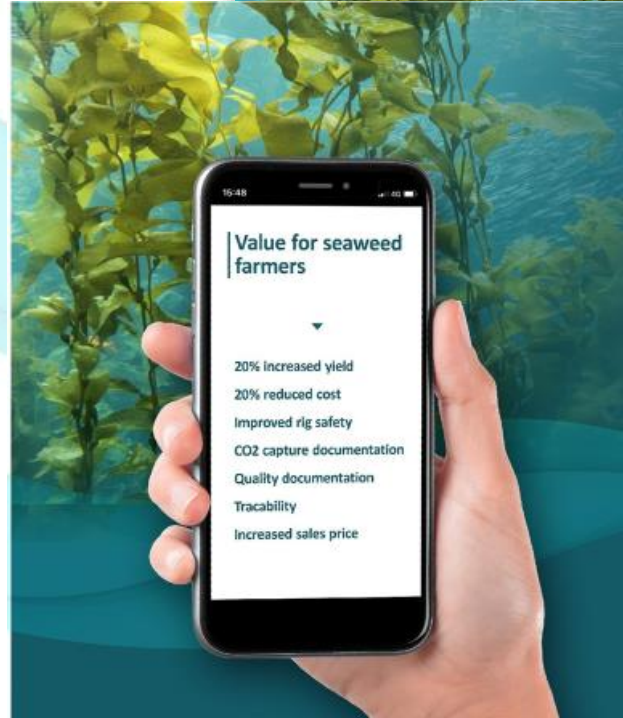 15:48
4G
Value for seaweed
farmers
20% increased yield
20% reduced cost
Improved rig safety
CO2 capture documentation
Quality documentation
Tracability
Increased sales price